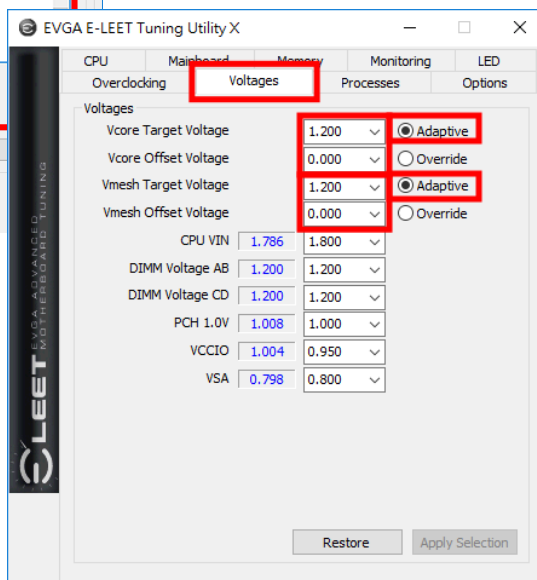 EVGA E-LEET Tuning Utility X
CPU Mainboard Memory Monitoring LED
Overclocking Voltages Processes Options
Voltages
Vcore Target Voltage 1.200 Adaptive
Vcore Offset Voltage 0.000 Override
Vmesh Target Voltage 1.200 Adaptive
Vmesh Offset Voltage 0.000 Override
CPU VIN 1.786 1.800
DIMM Voltage AB 1.200 1.200
DIMM Voltage CD 1.200 1.200
PCH 1.0V 1.008 1.000
VCCIO 1.004 0.950
VSA 0.798 0.800
Restore Apply Selection
E-LEET EVGA ADVANCED
MOTHERBOARD TUNING